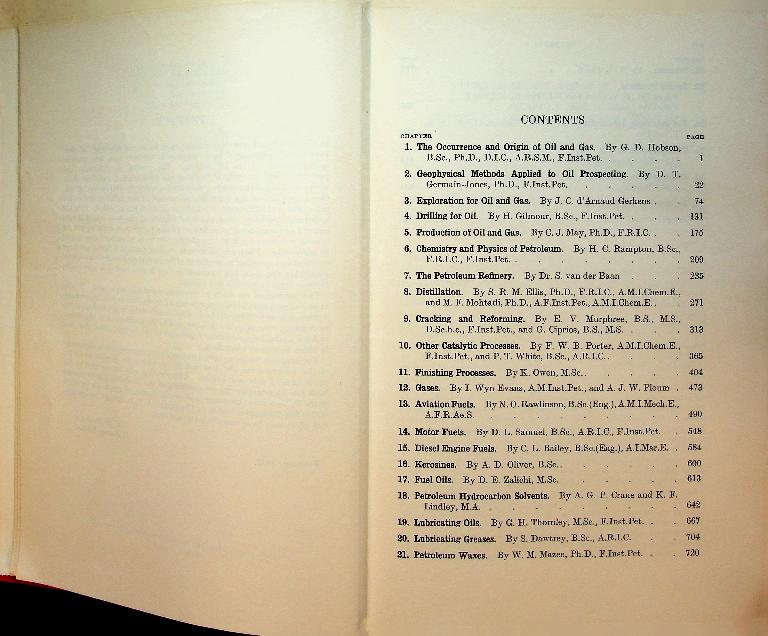 CONTENTS
CHAPTER PAGE
1. The Occurrence and Origin of Oil and Gas. By G. D. Hobson,
B.Sc., Ph.D., D.I.C., A.R.S.M., F.Inst.Pet. . . . . 1
2. Geophysical Methods Applied to Oil Prospecting. By D. T.
Germain-Jones, Ph.D., F.Inst.Pet. . . . . . 22
3. Exploration for Oil and Gas. By J. C. d'Arnaud Gerkens . . 74
4. Drilling for Oil. By H. Gilmour, B.Sc., F.Inst.Pet. . . . 131
5. Production of Oil and Gas. By C. J. May, Ph.D., F.R.I.C. . . 175
6. Chemistry and Physics of Petroleum. By H. C. Rampton, B.Sc.,
F.R.I.C., F.Inst.Pet. . . . . . . . 209
7. The Petroleum Refinery. By Dr. S. van der Baan . . . 235
8. Distillation. By S. R. M. Ellis, Ph.D., F.R.I.C., A.M.I.Chem.E.,
and M. F. Mohtadi, Ph.D., A.F.Inst.Pet., A.M.I.Chem.E. . . 271
9. Cracking and Reforming. By E. V. Murphree, B.S., M.S.,
D.Sc.h.c., F.Inst.Pet., and C. Ciprios, B.S., M.S. . . . 313
10. Other Catalytic Processes. By F. W. B. Porter, A.M.I.Chem.E.,
F.Inst.Pet., and P. T. White, B.Sc., A.R.I.C. . . . . 365
11. Finishing Processes. By K. Owen, M.Sc. . . . . . 404
12. Gases. By I. Wyn Evans, A.M.Inst.Pet., and A. J. W. Ploum . 473
13. Aviation Fuels. By N. O. Rawlinson, B.Sc.(Eng.), A.M.I.Mech.E.,
A.F.R.Ae.S. . . . . . . . . 490
14. Motor Fuels. By D. L. Samuel, B.Sc., A.R.I.C., F.Inst.Pet. . 548
15. Diesel Engine Fuels. By C. L. Bailey, B.Sc.(Eng.), A.I.Mar.E. . 584
16. Kerosines. By A. D. Oliver, B.Sc. . . . . . 600
17. Fuel Oils. By D. E. Zalichi, M.Sc. . . . . . 613
18. Petroleum Hydrocarbon Solvents. By A. G. P. Crane and K. F.
Lindley, M.A. . . . . . . . . 642
19. Lubricating Oils. By G. H. Thornley, M.Sc., F.Inst.Pet. . . 667
20. Lubricating Greases. By S. Dawtrey, B.Sc., A.R.I.C. . . 704
21. Petroleum Waxes. By W. M. Mazee, Ph.D., F.Inst.Pet. . . 720